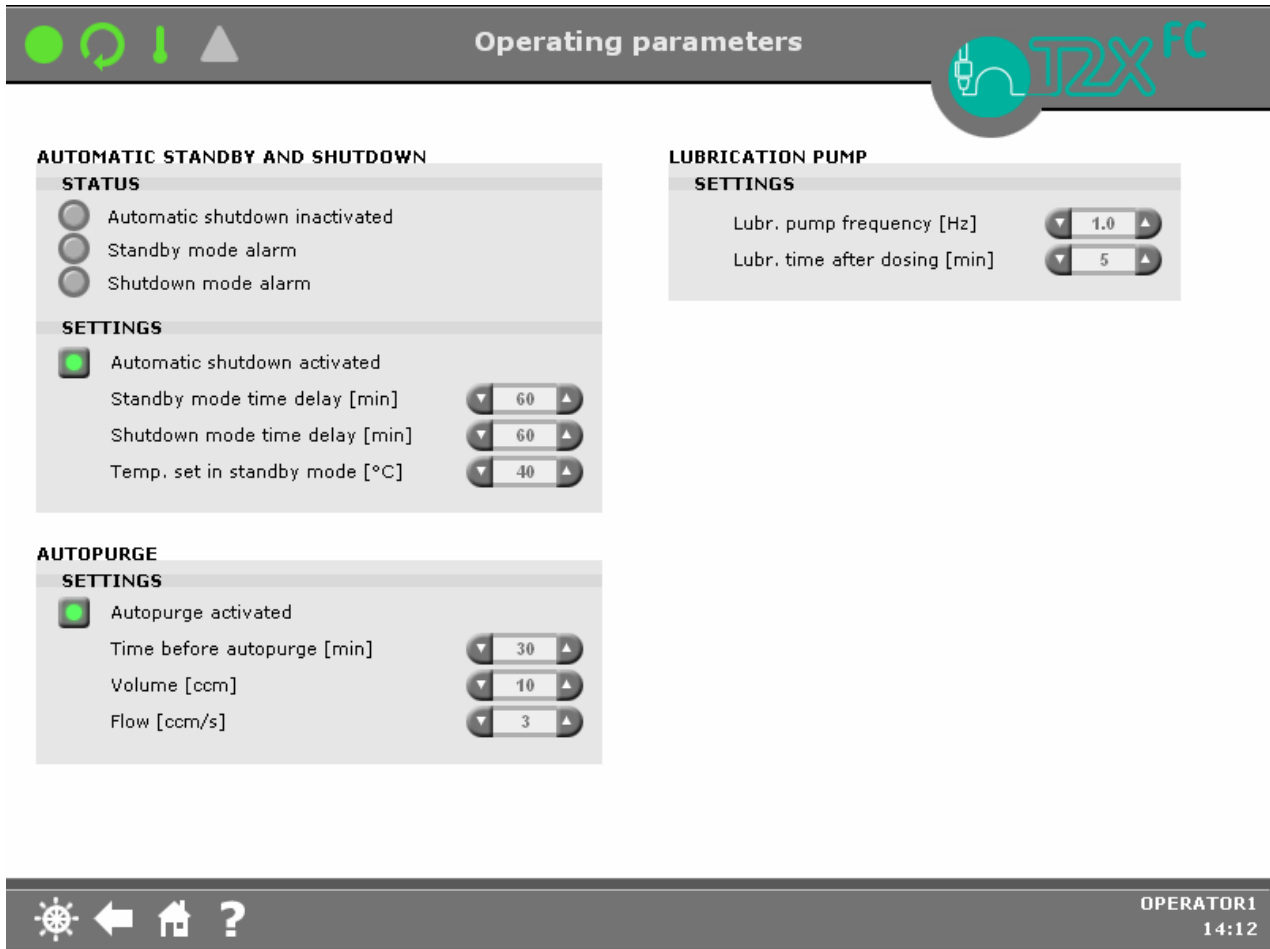 Operating parameters
T2X FC
AUTOMATIC STANDBY AND SHUTDOWN
STATUS
Automatic shutdown inactivated
Standby mode alarm
Shutdown mode alarm
SETTINGS
Automatic shutdown activated
Standby mode time delay [min] 60
Shutdown mode time delay [min] 60
Temp. set in standby mode [°C] 40
AUTOPURGE
SETTINGS
Autopurge activated
Time before autopurge [min] 30
Volume [ccm] 10
Flow [ccm/s] 3
LUBRICATION PUMP
SETTINGS
Lubr. pump frequency [Hz] 1.0
Lubr. time after dosing [min] 5
?
OPERATOR1
14:12